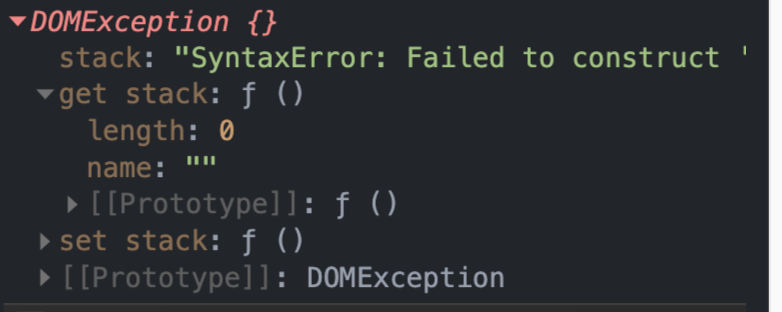 ▼DOMException {}
stack: "SyntaxError: Failed to construct '
▼get stack: ƒ ()
length: 0
name: ""
▶[[Prototype]]: ƒ ()
▶set stack: ƒ ()
▶[[Prototype]]: DOMException